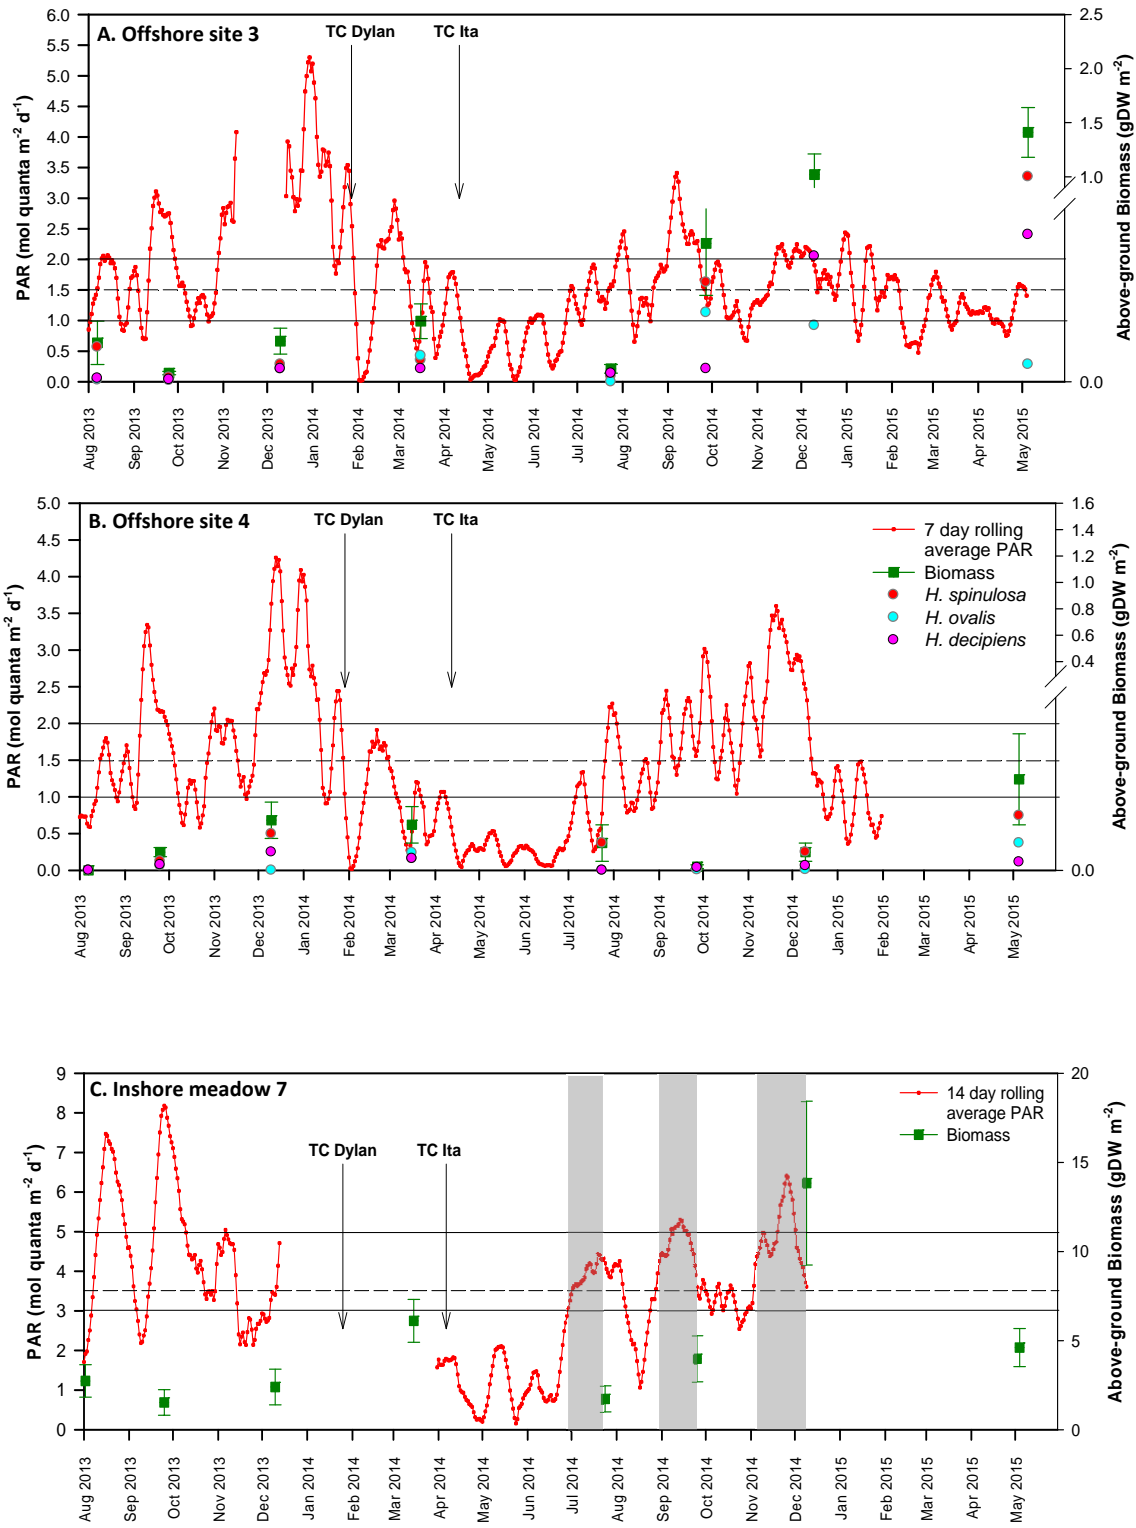 A. Offshore site 3
TC Dylan
TC Ita
PAR (mol quanta m-2 d-1)
6.0
5.5
5.0
4.5
4.0
3.5
3.0
2.5
2.0
1.5
1.0
0.5
0.0
2.5
2.0
1.5
1.0
0.0
Above-ground Biomass (gDW m-2)
Aug 2013
Sep 2013
Oct 2013
Nov 2013
Dec 2013
Jan 2014
Feb 2014
Mar 2014
Apr 2014
May 2014
Jun 2014
Jul 2014
Aug 2014
Sep 2014
Oct 2014
Nov 2014
Dec 2014
Jan 2015
Feb 2015
Mar 2015
Apr 2015
May 2015
B. Offshore site 4
TC Dylan
TC Ita
7 day rolling
average PAR
Biomass
H. spinulosa
H. ovalis
H. decipiens
PAR (mol quanta m-2 d-1)
5.0
4.5
4.0
3.5
3.0
2.5
2.0
1.5
1.0
0.5
0.0
1.6
1.4
1.2
1.0
0.8
0.6
0.4
0.0
Above-ground Biomass (gDW m-2)
Aug 2013
Sep 2013
Oct 2013
Nov 2013
Dec 2013
Jan 2014
Feb 2014
Mar 2014
Apr 2014
May 2014
Jun 2014
Jul 2014
Aug 2014
Sep 2014
Oct 2014
Nov 2014
Dec 2014
Jan 2015
Feb 2015
Mar 2015
Apr 2015
May 2015
C. Inshore meadow 7
TC Dylan
TC Ita
14 day rolling
average PAR
Biomass
PAR (mol quanta m-2 d-1)
9
8
7
6
5
4
3
2
1
0
20
15
10
5
0
Above-ground Biomass (gDW m-2)
Aug 2013
Sep 2013
Oct 2013
Nov 2013
Dec 2013
Jan 2014
Feb 2014
Mar 2014
Apr 2014
May 2014
Jun 2014
Jul 2014
Aug 2014
Sep 2014
Oct 2014
Nov 2014
Dec 2014
Jan 2015
Feb 2015
Mar 2015
Apr 2015
May 2015